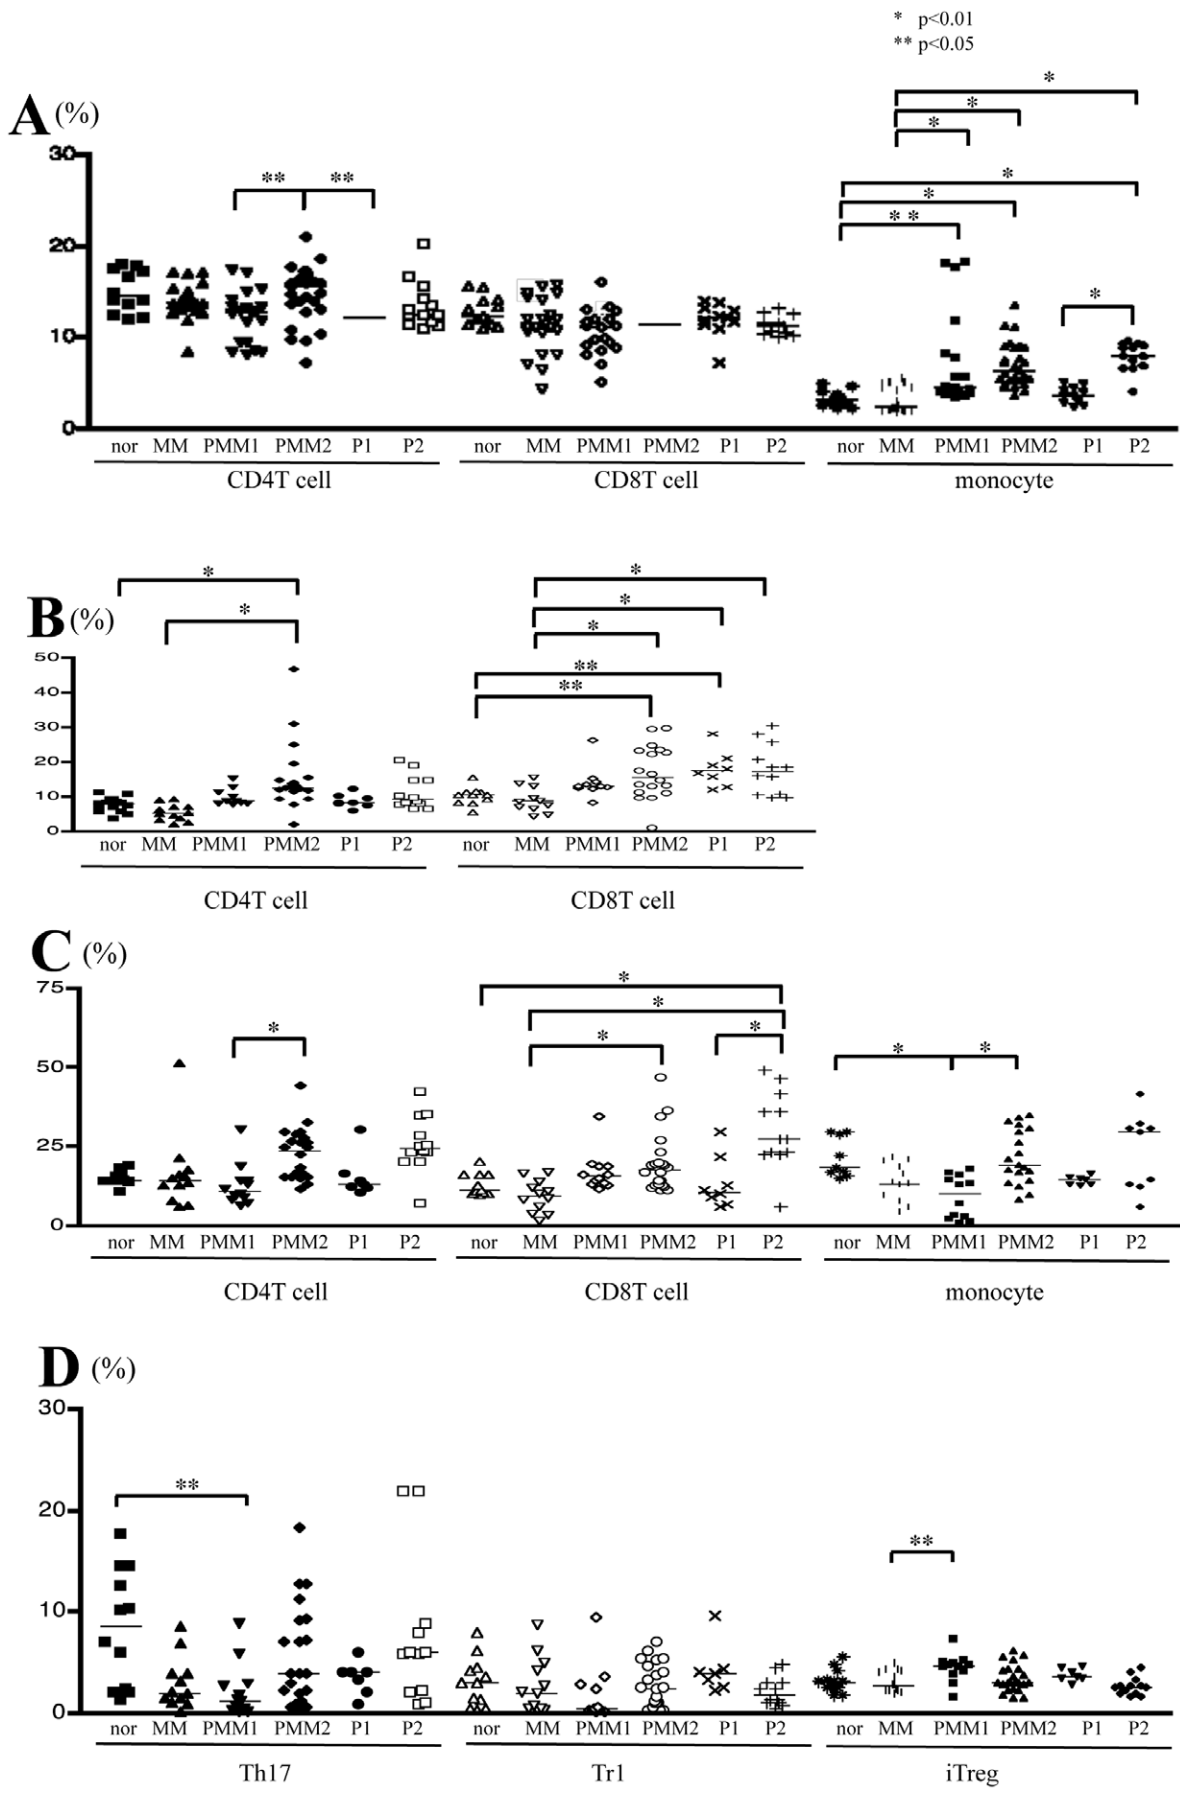 * p<0.01
** p<0.05
A (%)
*
*
*
*
*
* *
** **
*
30
20
10
0
nor MM PMM1 PMM2 P1 P2 nor MM PMM1 PMM2 P1 P2 nor MM PMM1 PMM2 P1 P2
CD4T cell CD8T cell monocyte
B (%)
* *
* *
*
**
**
50
40
30
20
10
0
nor MM PMM1 PMM2 P1 P2 nor MM PMM1 PMM2 P1 P2
CD4T cell CD8T cell
C (%)
*
*
* * *
* *
75
50
25
0
nor MM PMM1 PMM2 P1 P2 nor MM PMM1 PMM2 P1 P2 nor MM PMM1 PMM2 P1 P2
CD4T cell CD8T cell monocyte
D (%)
30
**
20
**
10
0
nor MM PMM1 PMM2 P1 P2 nor MM PMM1 PMM2 P1 P2 nor MM PMM1 PMM2 P1 P2
Th17 Tr1 iTreg